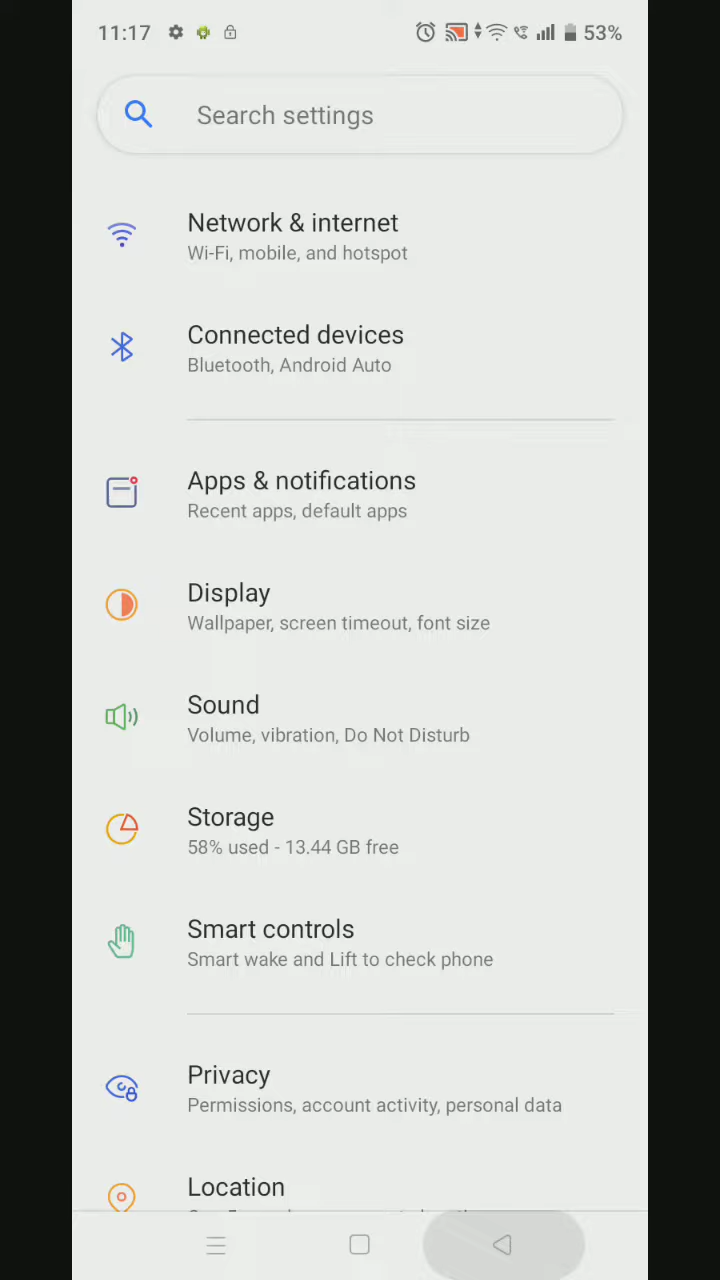 11:17 53%
Search settings
Network & internet
Wi-Fi, mobile, and hotspot
Connected devices
Bluetooth, Android Auto
Apps & notifications
Recent apps, default apps
Display
Wallpaper, screen timeout, font size
Sound
Volume, vibration, Do Not Disturb
Storage
58% used - 13.44 GB free
Smart controls
Smart wake and Lift to check phone
Privacy
Permissions, account activity, personal data
Location